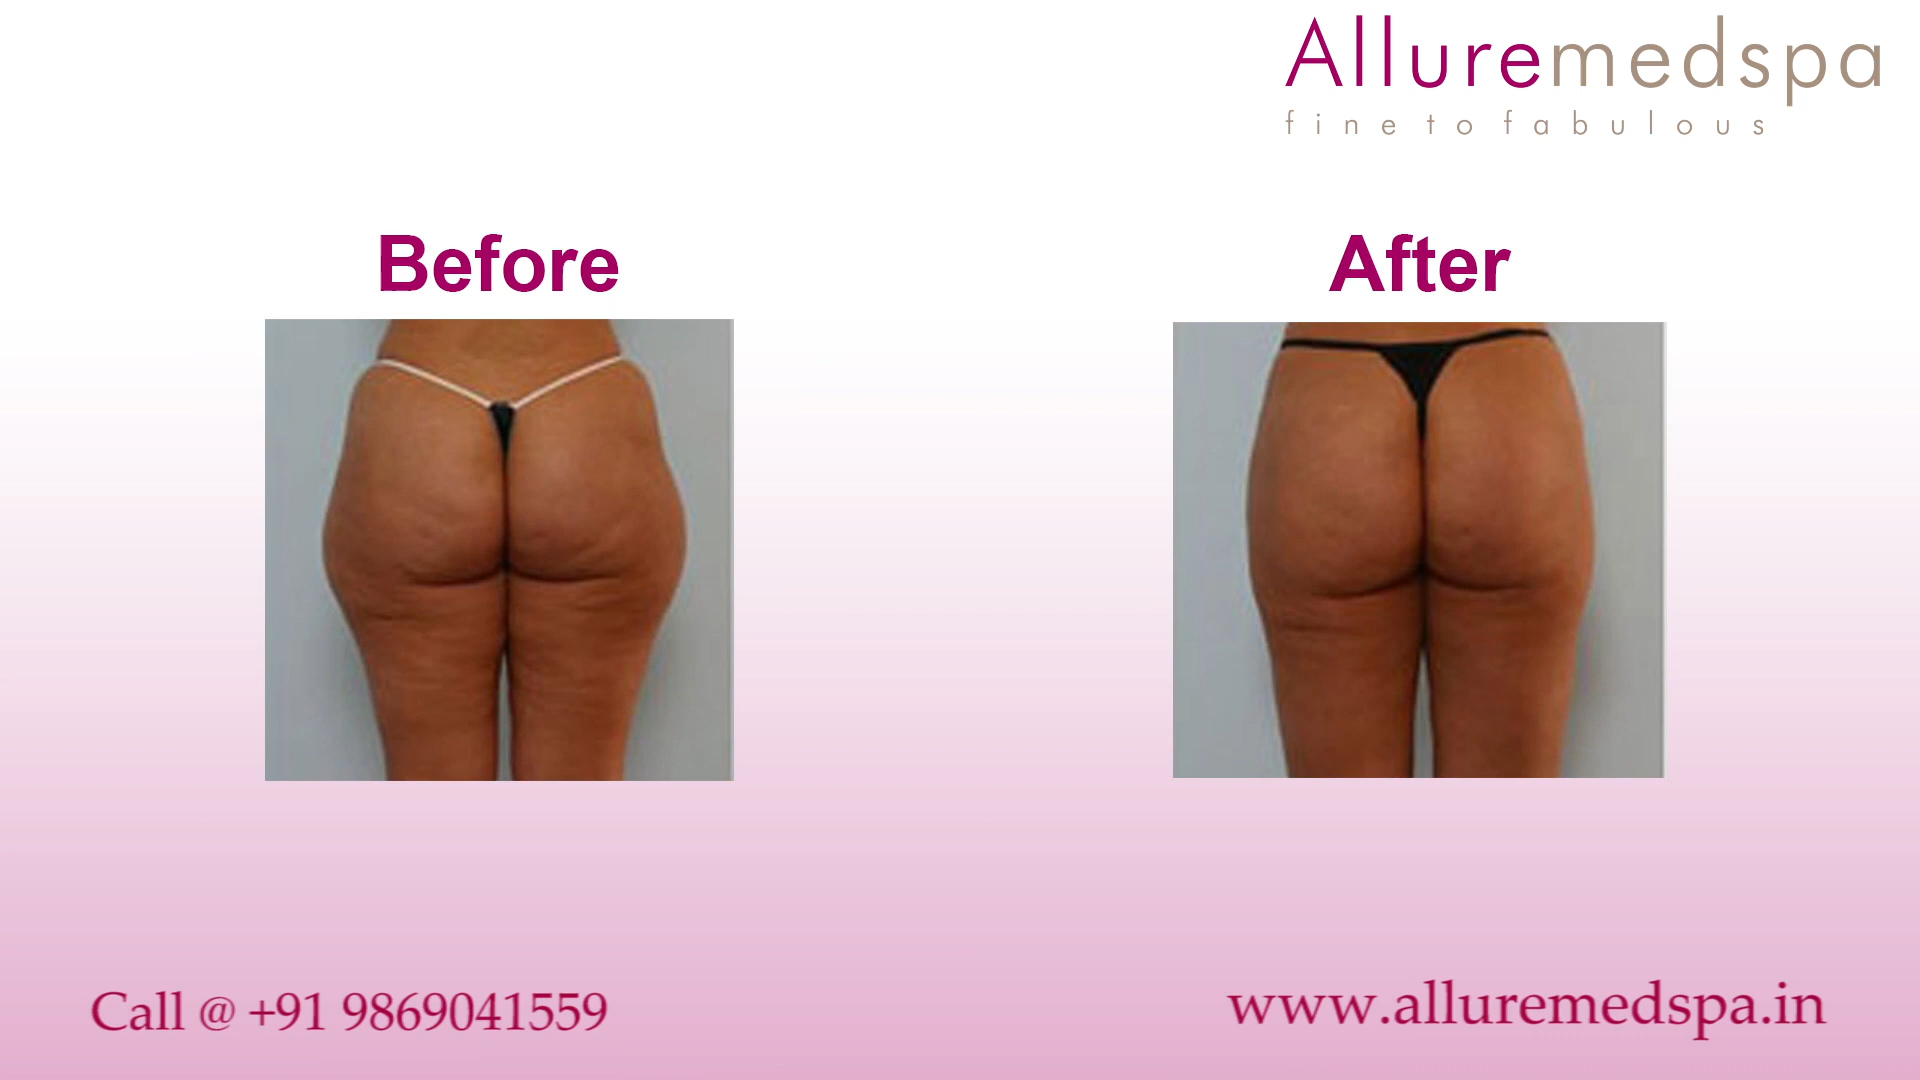 Alluremedspa
fine to fabulous
Before
After
Call @ +91 9869041559
www.alluremedspa.in